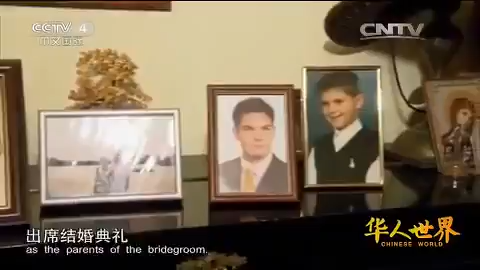 CCTV 4
中文国际
CNTV
出席结婚典礼
as the parents of the bridegroom.
华人世界
CHINESE WORLD